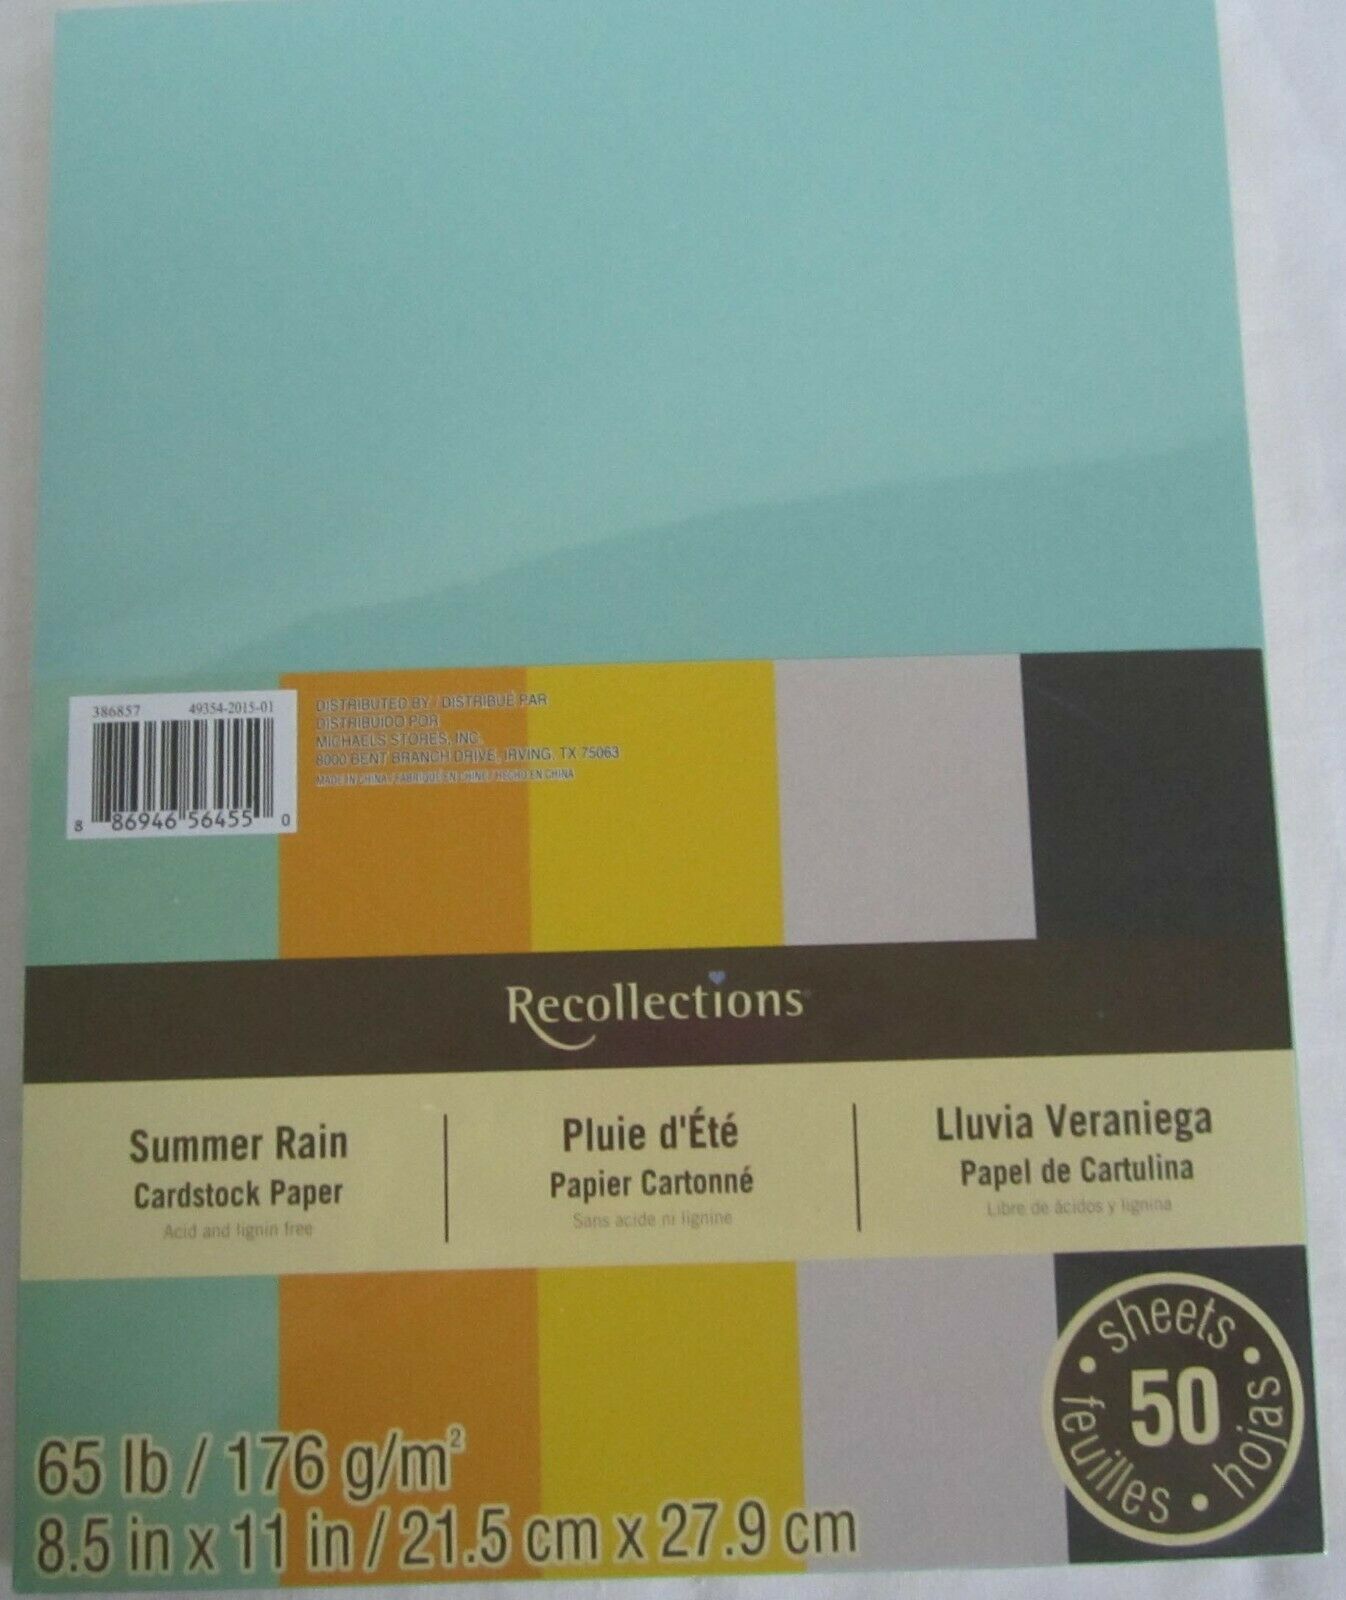 386857 49354-2015-01
8 86946 56455 0
DISTRIBUTED BY / DISTRIBUÉ PAR
DISTRIBUIDO POR
MICHAELS STORES, INC.
8000 BENT BRANCH DRIVE, IRVING, TX 75063
MADE IN CHINA / FABRIQUÉ EN CHINE / HECHO EN CHINA
Recollections
Summer Rain
Cardstock Paper
Acid and lignin free
Pluie d'Été
Papier Cartonné
Sans acide ni lignine
Lluvia Veraniega
Papel de Cartulina
Libre de ácidos y lignina
sheets
50
feuilles • hojas
65 lb / 176 g/m²
8.5 in x 11 in / 21.5 cm x 27.9 cm